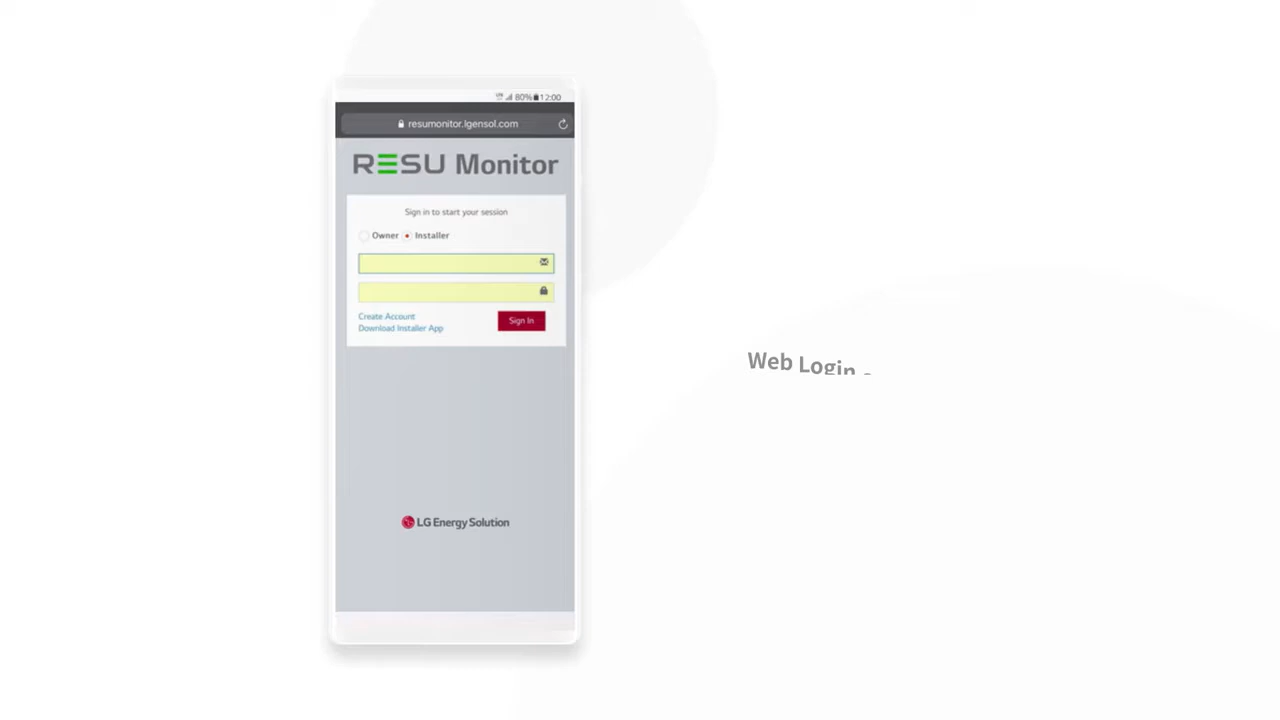 80% 12:00
resumonitor.lgensol.com
RESU Monitor
Sign in to start your session
Owner Installer
Create Account
Download Installer App
Sign In
LG Energy Solution
Web Login